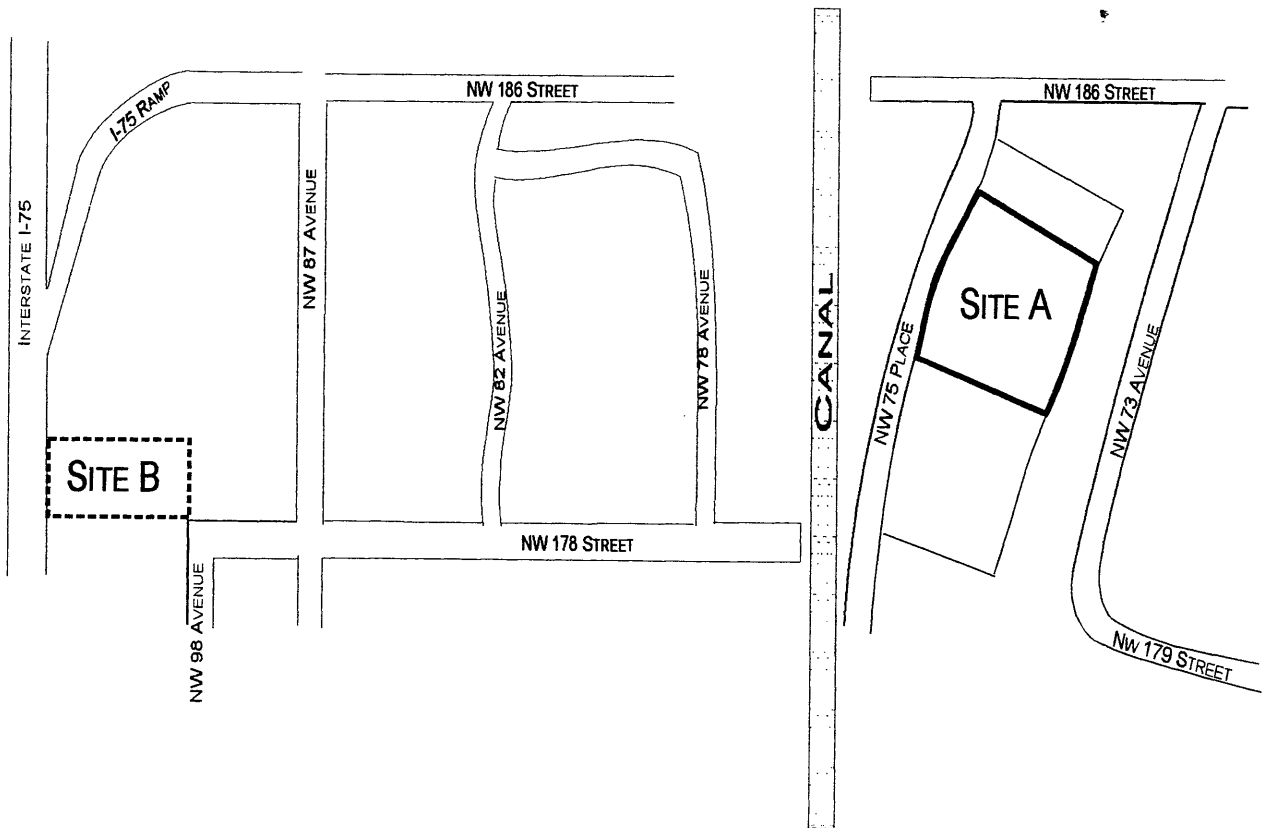 NW 186 STREET
NW 186 STREET
I-75 RAMP
INTERSTATE I-75
NW 87 AVENUE
NW 82 AVENUE
NW 78 AVENUE
CANAL
NW 75 PLACE
SITE A
NW 73 AVENUE
SITE B
NW 178 STREET
NW 98 AVENUE
NW 179 STREET